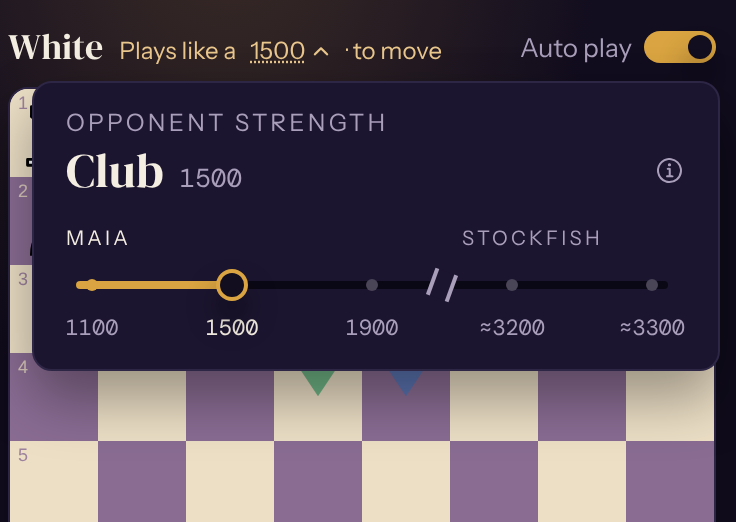 White Plays like a 1500 · to move Auto play
OPPONENT STRENGTH
Club 1500
MAIA STOCKFISH
1100 1500 1900 ≈3200 ≈3300
1
2
3
4
5